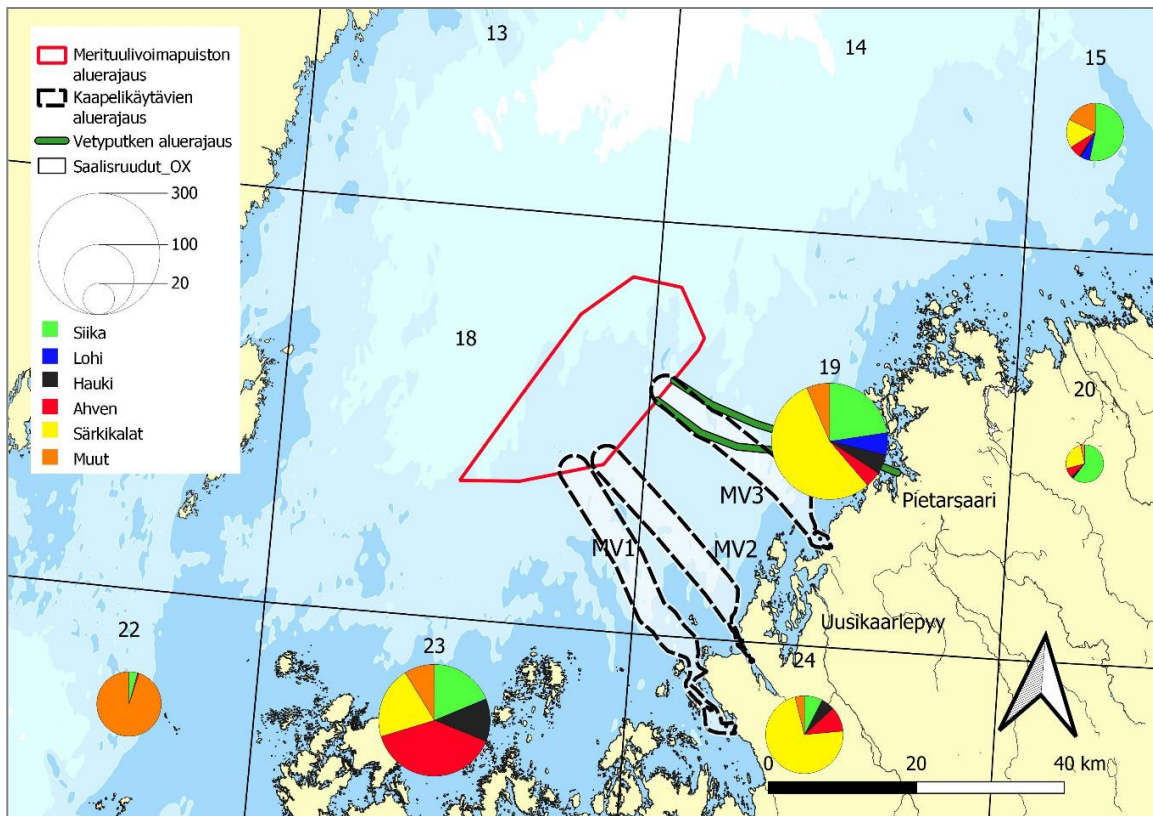 Merituulivoimapuiston
aluerajaus
Kaapelikäytävien
aluerajaus
Vetyputken aluerajaus
Saalisruudut_OX
300
100
20
Siika
Lohi
Hauki
Ahven
Särkikalat
Muut
13
14
15
18
19
20
MV3
Pietarsaari
MV1
MV2
Uusikaarlepyy
22
23
24
0
20
40 km